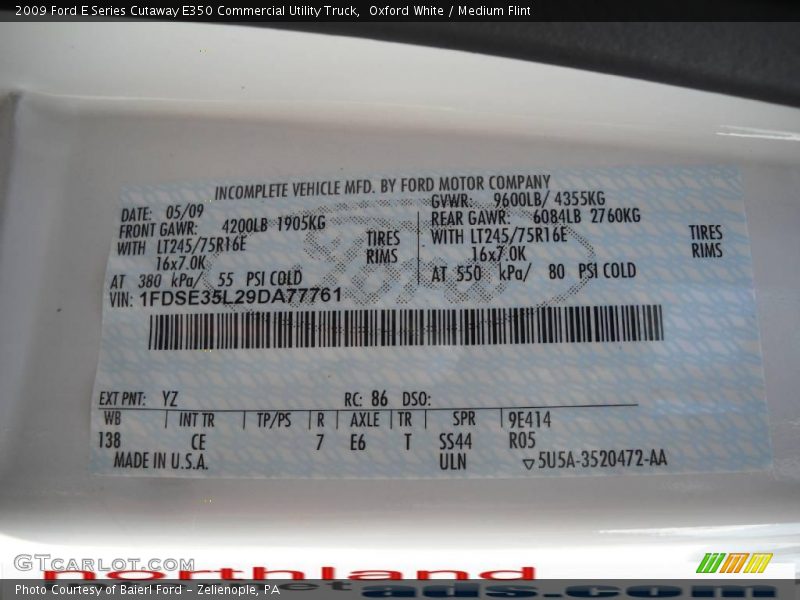 2009 Ford E Series Cutaway E350 Commercial Utility Truck,  Oxford White / Medium Flint
INCOMPLETE VEHICLE MFD. BY FORD MOTOR COMPANY
DATE: 05/09 GVWR: 9600LB/ 4355KG
FRONT GAWR: 4200LB 1905KG REAR GAWR: 6084LB 2760KG
WITH LT245/75R16E TIRES WITH LT245/75R16E TIRES
16x7.0K RIMS 16x7.0K RIMS
AT 380 kPa/ 55 PSI COLD AT 550 kPa/ 80 PSI COLD
VIN: 1FDSE35L29DA77761
EXT PNT: YZ RC: 86 DSO:
WB INT TR TP/PS R AXLE TR SPR 9E414
138 CE 7 E6 T SS44 R05
MADE IN U.S.A. ULN ▽5U5A-3520472-AA
GTCarLot.com
northland
Photo Courtesy of Baierl Ford – Zelienople, PA
ads.com